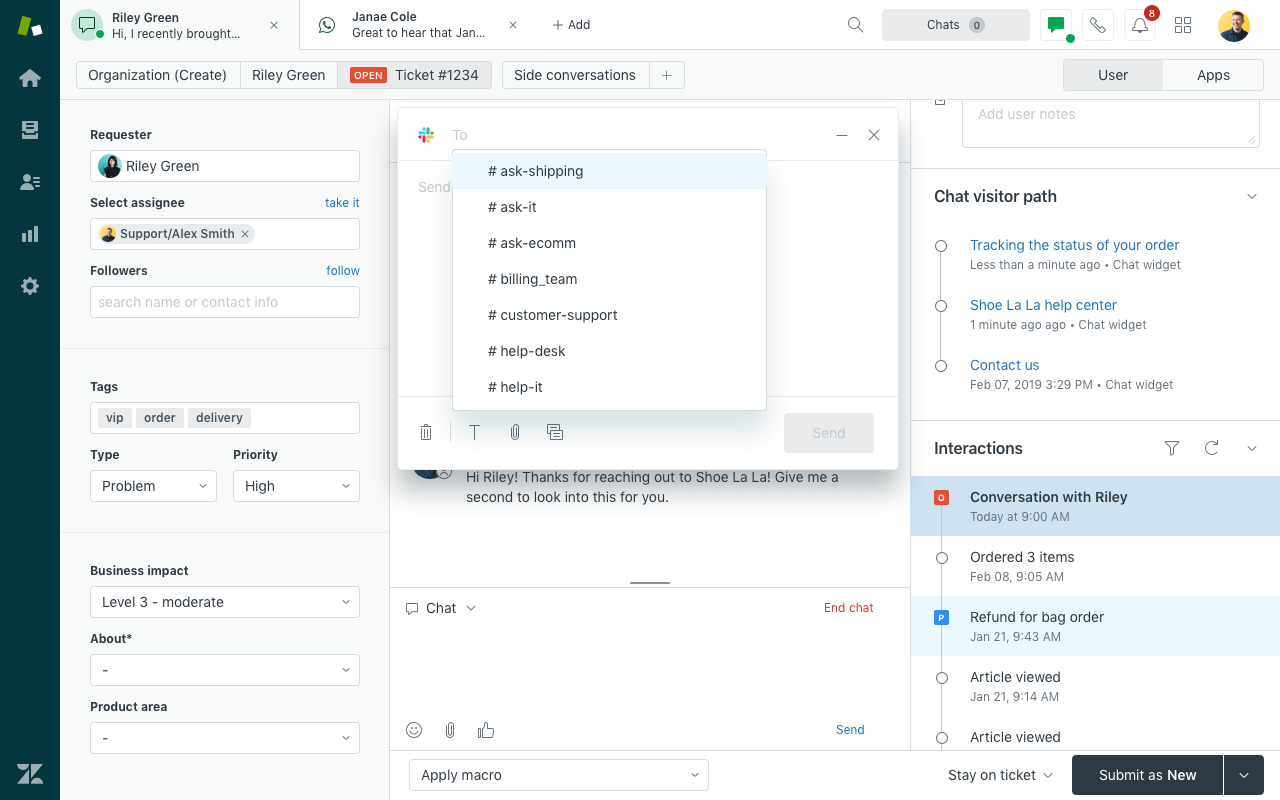 Riley Green
Hi, I recently brought...
Janae Cole
Great to hear that Jan...
+ Add
Chats 0
8
Organization (Create)
Riley Green
OPEN Ticket #1234
Side conversations
+
User
Apps
Requester
Riley Green
Select assignee
take it
Support/Alex Smith ×
Followers
follow
search name or contact info
Tags
vip
order
delivery
Type
Priority
Problem
High
Business impact
Level 3 - moderate
About*
-
Product area
-
To
Send
# ask-shipping
# ask-it
# ask-ecomm
# billing_team
# customer-support
# help-desk
# help-it
Send
Hi Riley! Thanks for reaching out to Shoe La La! Give me a
second to look into this for you.
Chat
End chat
Send
Apply macro
Add user notes
Chat visitor path
Tracking the status of your order
Less than a minute ago • Chat widget
Shoe La La help center
1 minute ago ago • Chat widget
Contact us
Feb 07, 2019 3:29 PM • Chat widget
Interactions
O
Conversation with Riley
Today at 9:00 AM
Ordered 3 items
Feb 08, 9:05 AM
P
Refund for bag order
Jan 21, 9:43 AM
Article viewed
Jan 21, 9:14 AM
Article viewed
Stay on ticket
Submit as New